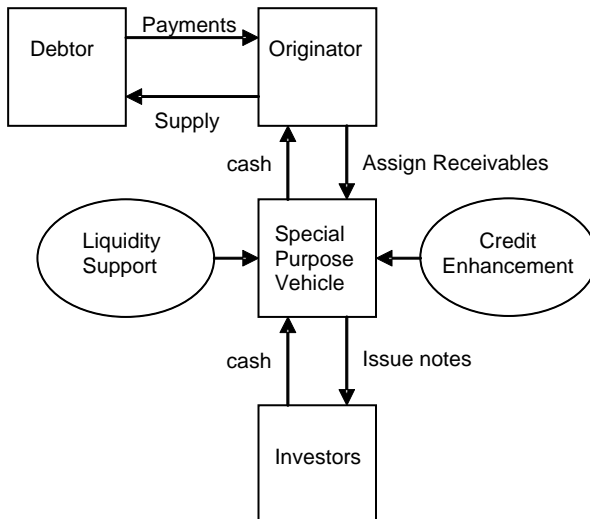 Debtor
Payments
Originator
Supply
cash
Assign Receivables
Liquidity
Support
Special
Purpose
Vehicle
Credit
Enhancement
cash
Issue notes
Investors